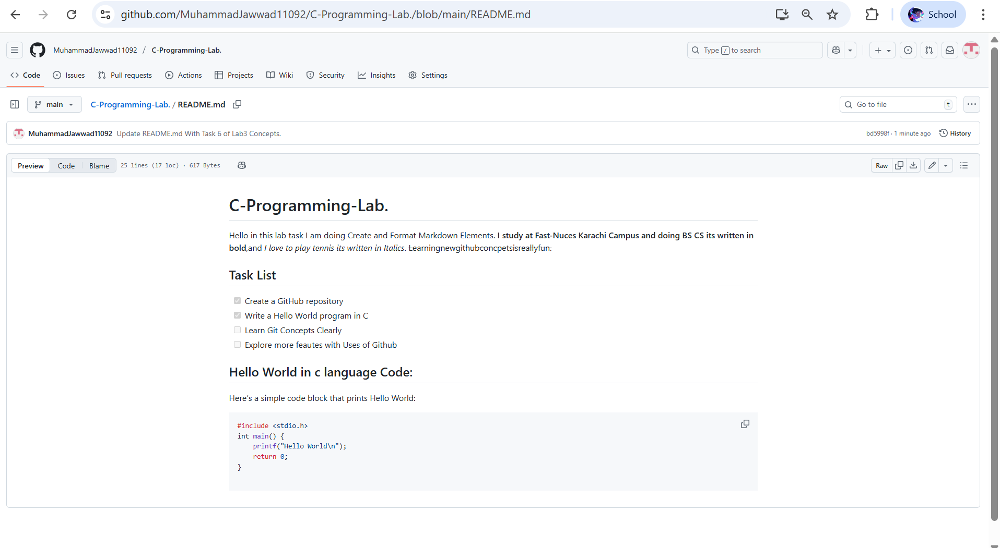 github.com/MuhammadJawwad11092/C-Programming-Lab./blob/main/README.md
School
MuhammadJawwad11092 / C-Programming-Lab.
Type / to search
Code
Issues
Pull requests
Actions
Projects
Wiki
Security
Insights
Settings
main
C-Programming-Lab. / README.md
Go to file
t
MuhammadJawwad11092 Update README.md With Task 6 of Lab3 Concepts.
bd5998f · 1 minute ago
History
Preview
Code
Blame
25 lines (17 loc) · 617 Bytes
Raw
C-Programming-Lab.
Hello in this lab task I am doing Create and Format Markdown Elements. I study at Fast-Nuces Karachi Campus and doing BS CS its written in
bold,and I love to play tennis its written in Italics. Learningnewgithubconcpetsisreallyfun.
Task List
Create a GitHub repository
Write a Hello World program in C
Learn Git Concepts Clearly
Explore more feautes with Uses of Github
Hello World in c language Code:
Here's a simple code block that prints Hello World:
#include <stdio.h>
int main() {
    printf("Hello World\n");
    return 0;
}